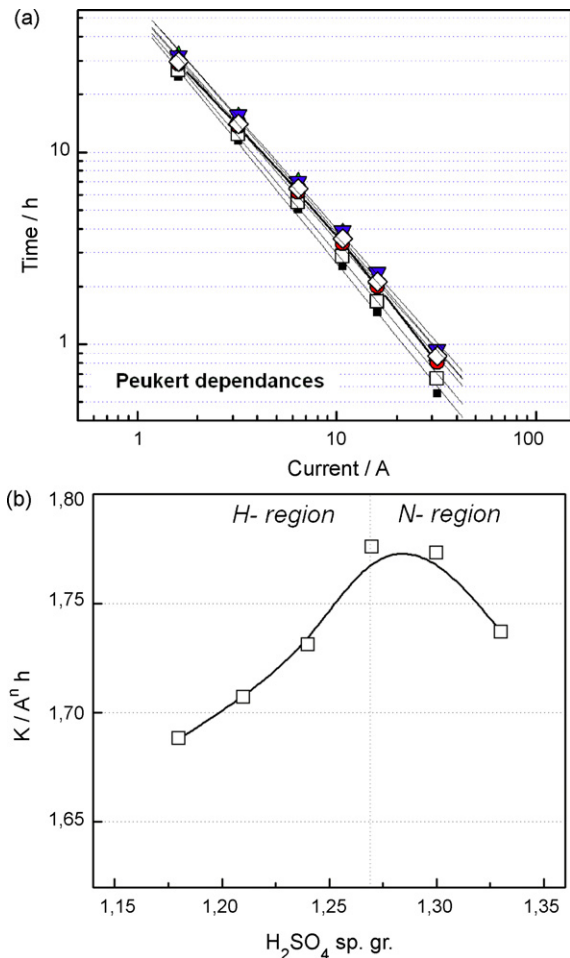 (a)
10
1
Time / h
Peukert dependances
1
10
100
Current / A
(b)
H- region
N- region
1,80
1,75
1,70
1,65
K / Aⁿ h
1,15
1,20
1,25
1,30
1,35
H₂SO₄ sp. gr.